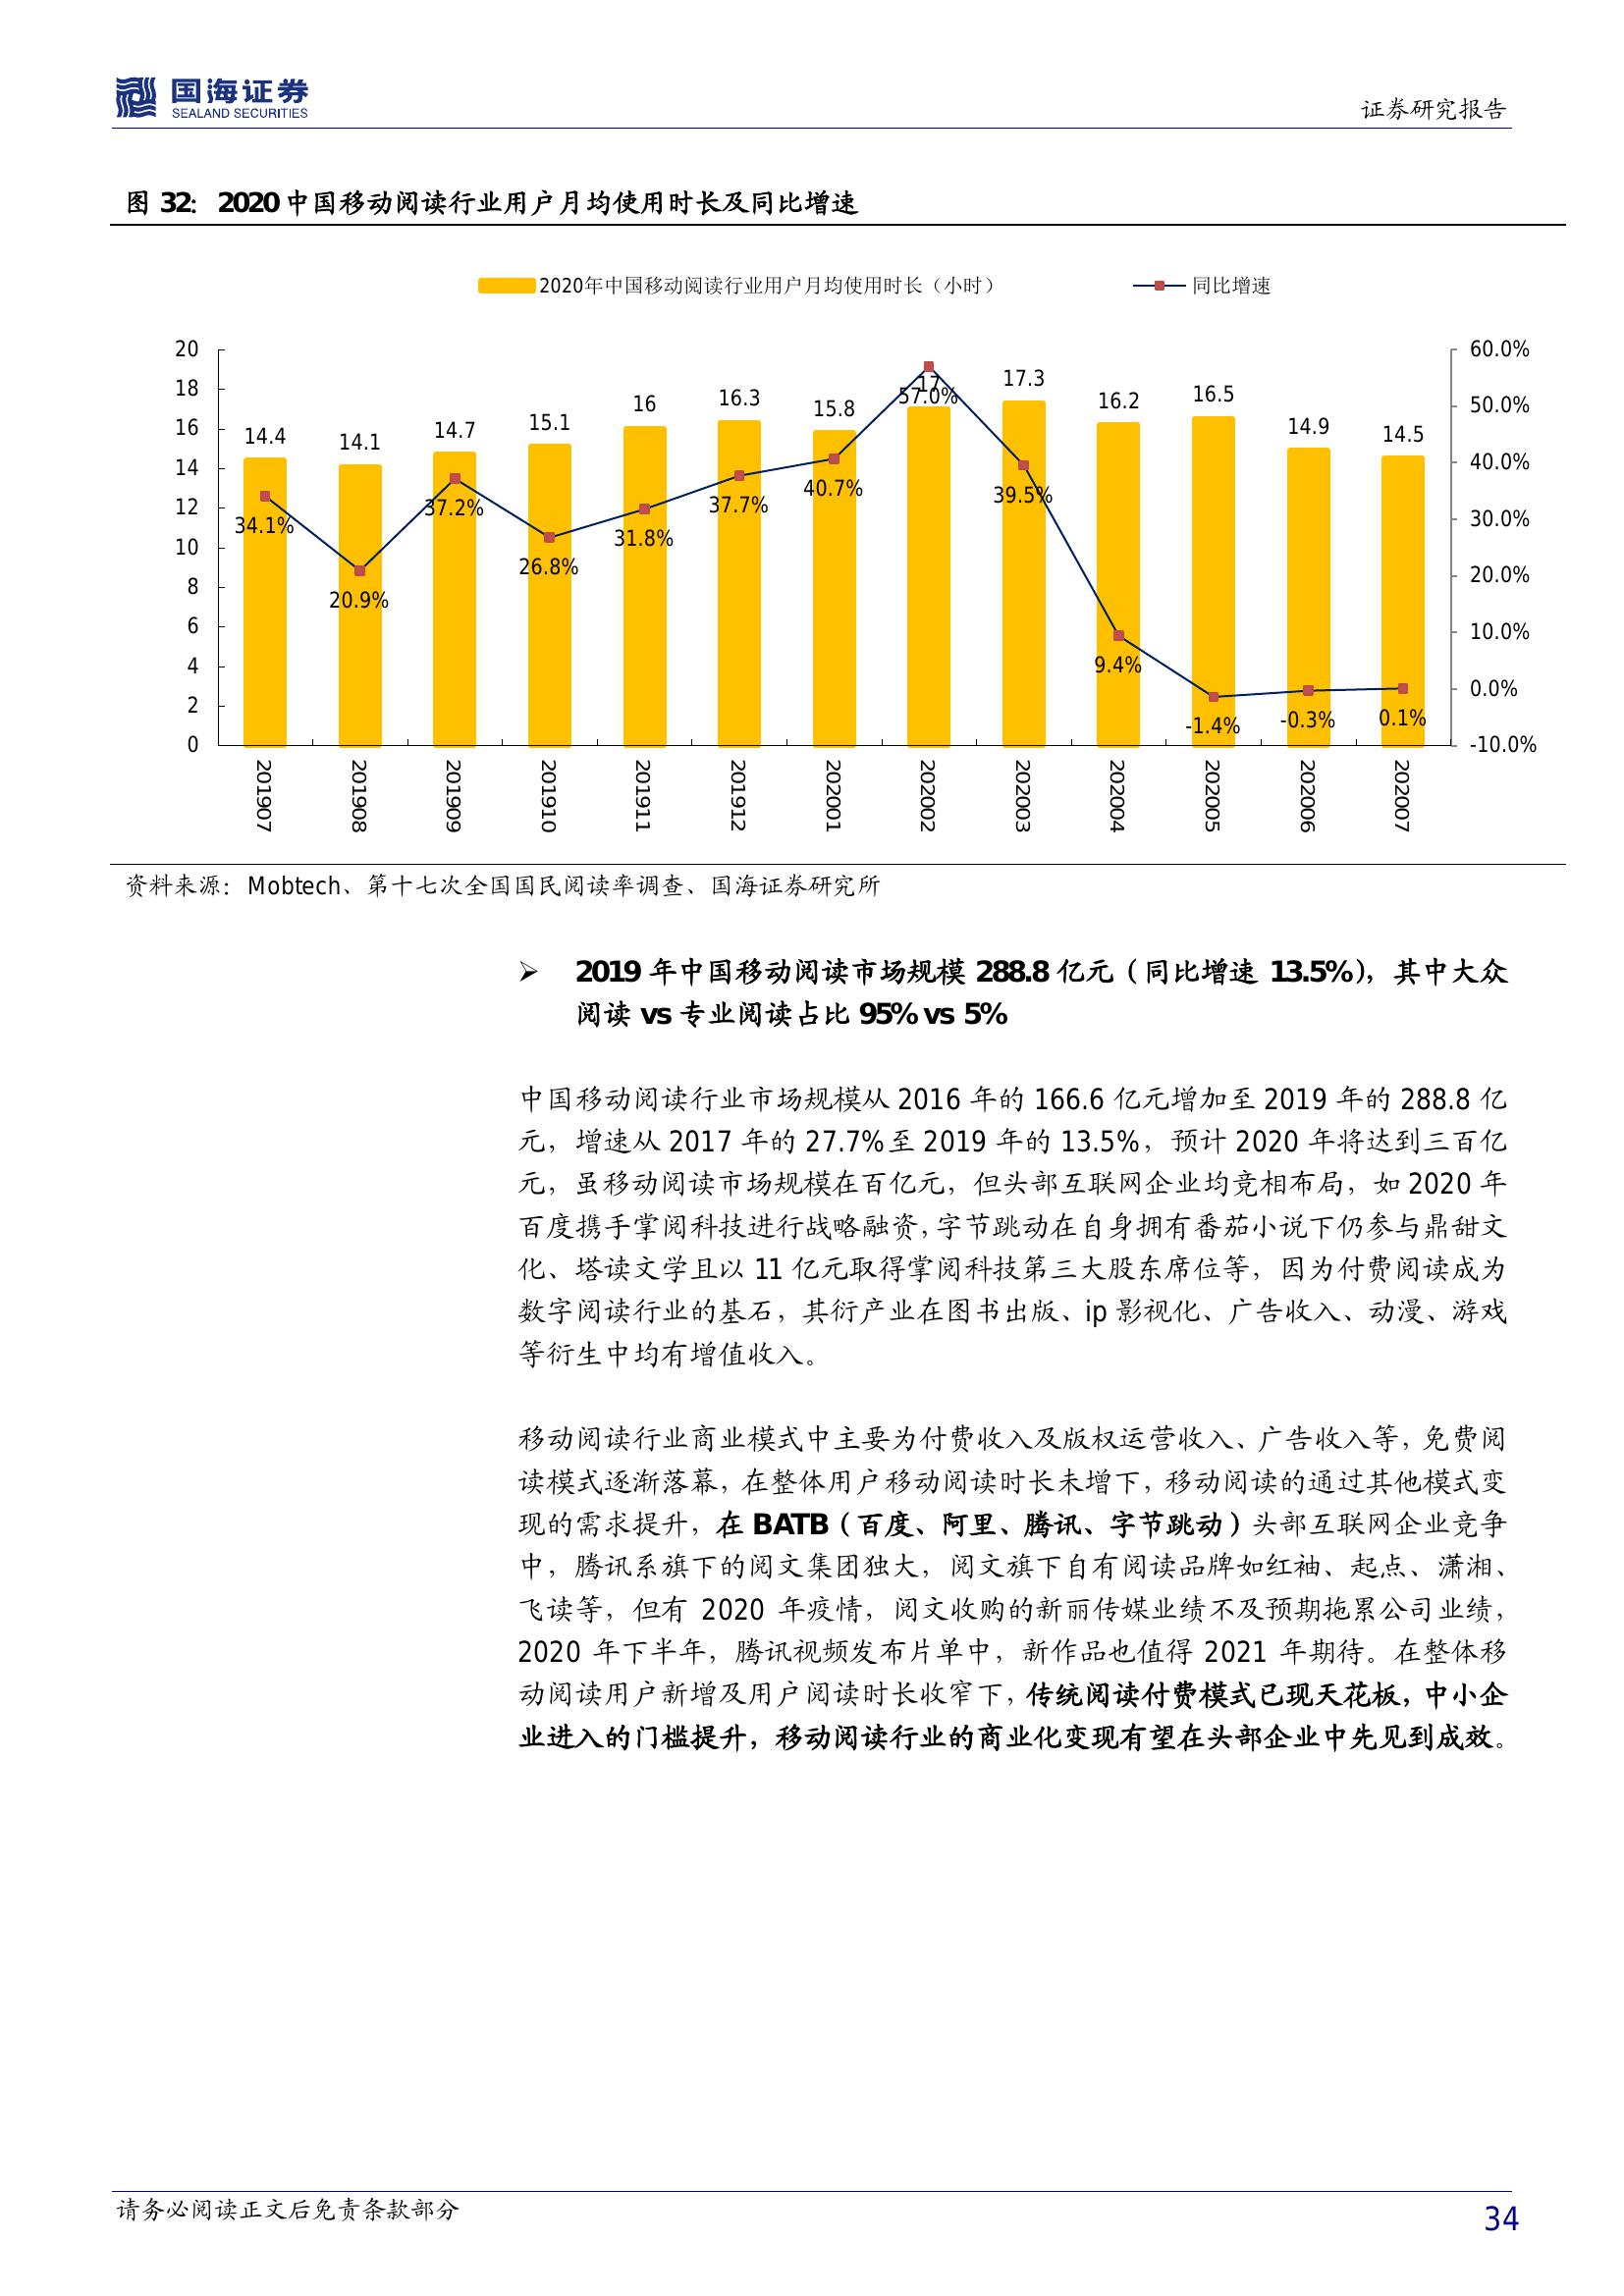 国海证券
SEALAND SECURITIES
证券研究报告
图 32：2020 中国移动阅读行业用户月均使用时长及同比增速
2020年中国移动阅读行业用户月均使用时长（小时）
同比增速
20
18
16
14
12
10
8
6
4
2
0
60.0%
50.0%
40.0%
30.0%
20.0%
10.0%
0.0%
-10.0%
14.4
14.1
14.7
15.1
16
16.3
15.8
17
17.3
16.2
16.5
14.9
14.5
34.1%
20.9%
37.2%
26.8%
31.8%
37.7%
40.7%
57.0%
39.5%
9.4%
-1.4%
-0.3%
0.1%
201907
201908
201909
201910
201911
201912
202001
202002
202003
202004
202005
202006
202007
资料来源：Mobtech、第十七次全国国民阅读率调查、国海证券研究所
➢ 2019 年中国移动阅读市场规模 288.8 亿元（同比增速 13.5%），其中大众
阅读 vs 专业阅读占比 95% vs 5%
中国移动阅读行业市场规模从 2016 年的 166.6 亿元增加至 2019 年的 288.8 亿
元，增速从 2017 年的 27.7%至 2019 年的 13.5%，预计 2020 年将达到三百亿
元，虽移动阅读市场规模在百亿元，但头部互联网企业均竞相布局，如 2020 年
百度携手掌阅科技进行战略融资，字节跳动在自身拥有番茄小说下仍参与鼎甜文
化、塔读文学且以 11 亿元取得掌阅科技第三大股东席位等，因为付费阅读成为
数字阅读行业的基石，其衍产业在图书出版、ip 影视化、广告收入、动漫、游戏
等衍生中均有增值收入。
移动阅读行业商业模式中主要为付费收入及版权运营收入、广告收入等，免费阅
读模式逐渐落幕，在整体用户移动阅读时长未增下，移动阅读的通过其他模式变
现的需求提升，在 BATB（百度、阿里、腾讯、字节跳动）头部互联网企业竞争
中，腾讯系旗下的阅文集团独大，阅文旗下自有阅读品牌如红袖、起点、潇湘、
飞读等，但有 2020 年疫情，阅文收购的新丽传媒业绩不及预期拖累公司业绩，
2020 年下半年，腾讯视频发布片单中，新作品也值得 2021 年期待。在整体移
动阅读用户新增及用户阅读时长收窄下，传统阅读付费模式已现天花板，中小企
业进入的门槛提升，移动阅读行业的商业化变现有望在头部企业中先见到成效。
请务必阅读正文后免责条款部分
34